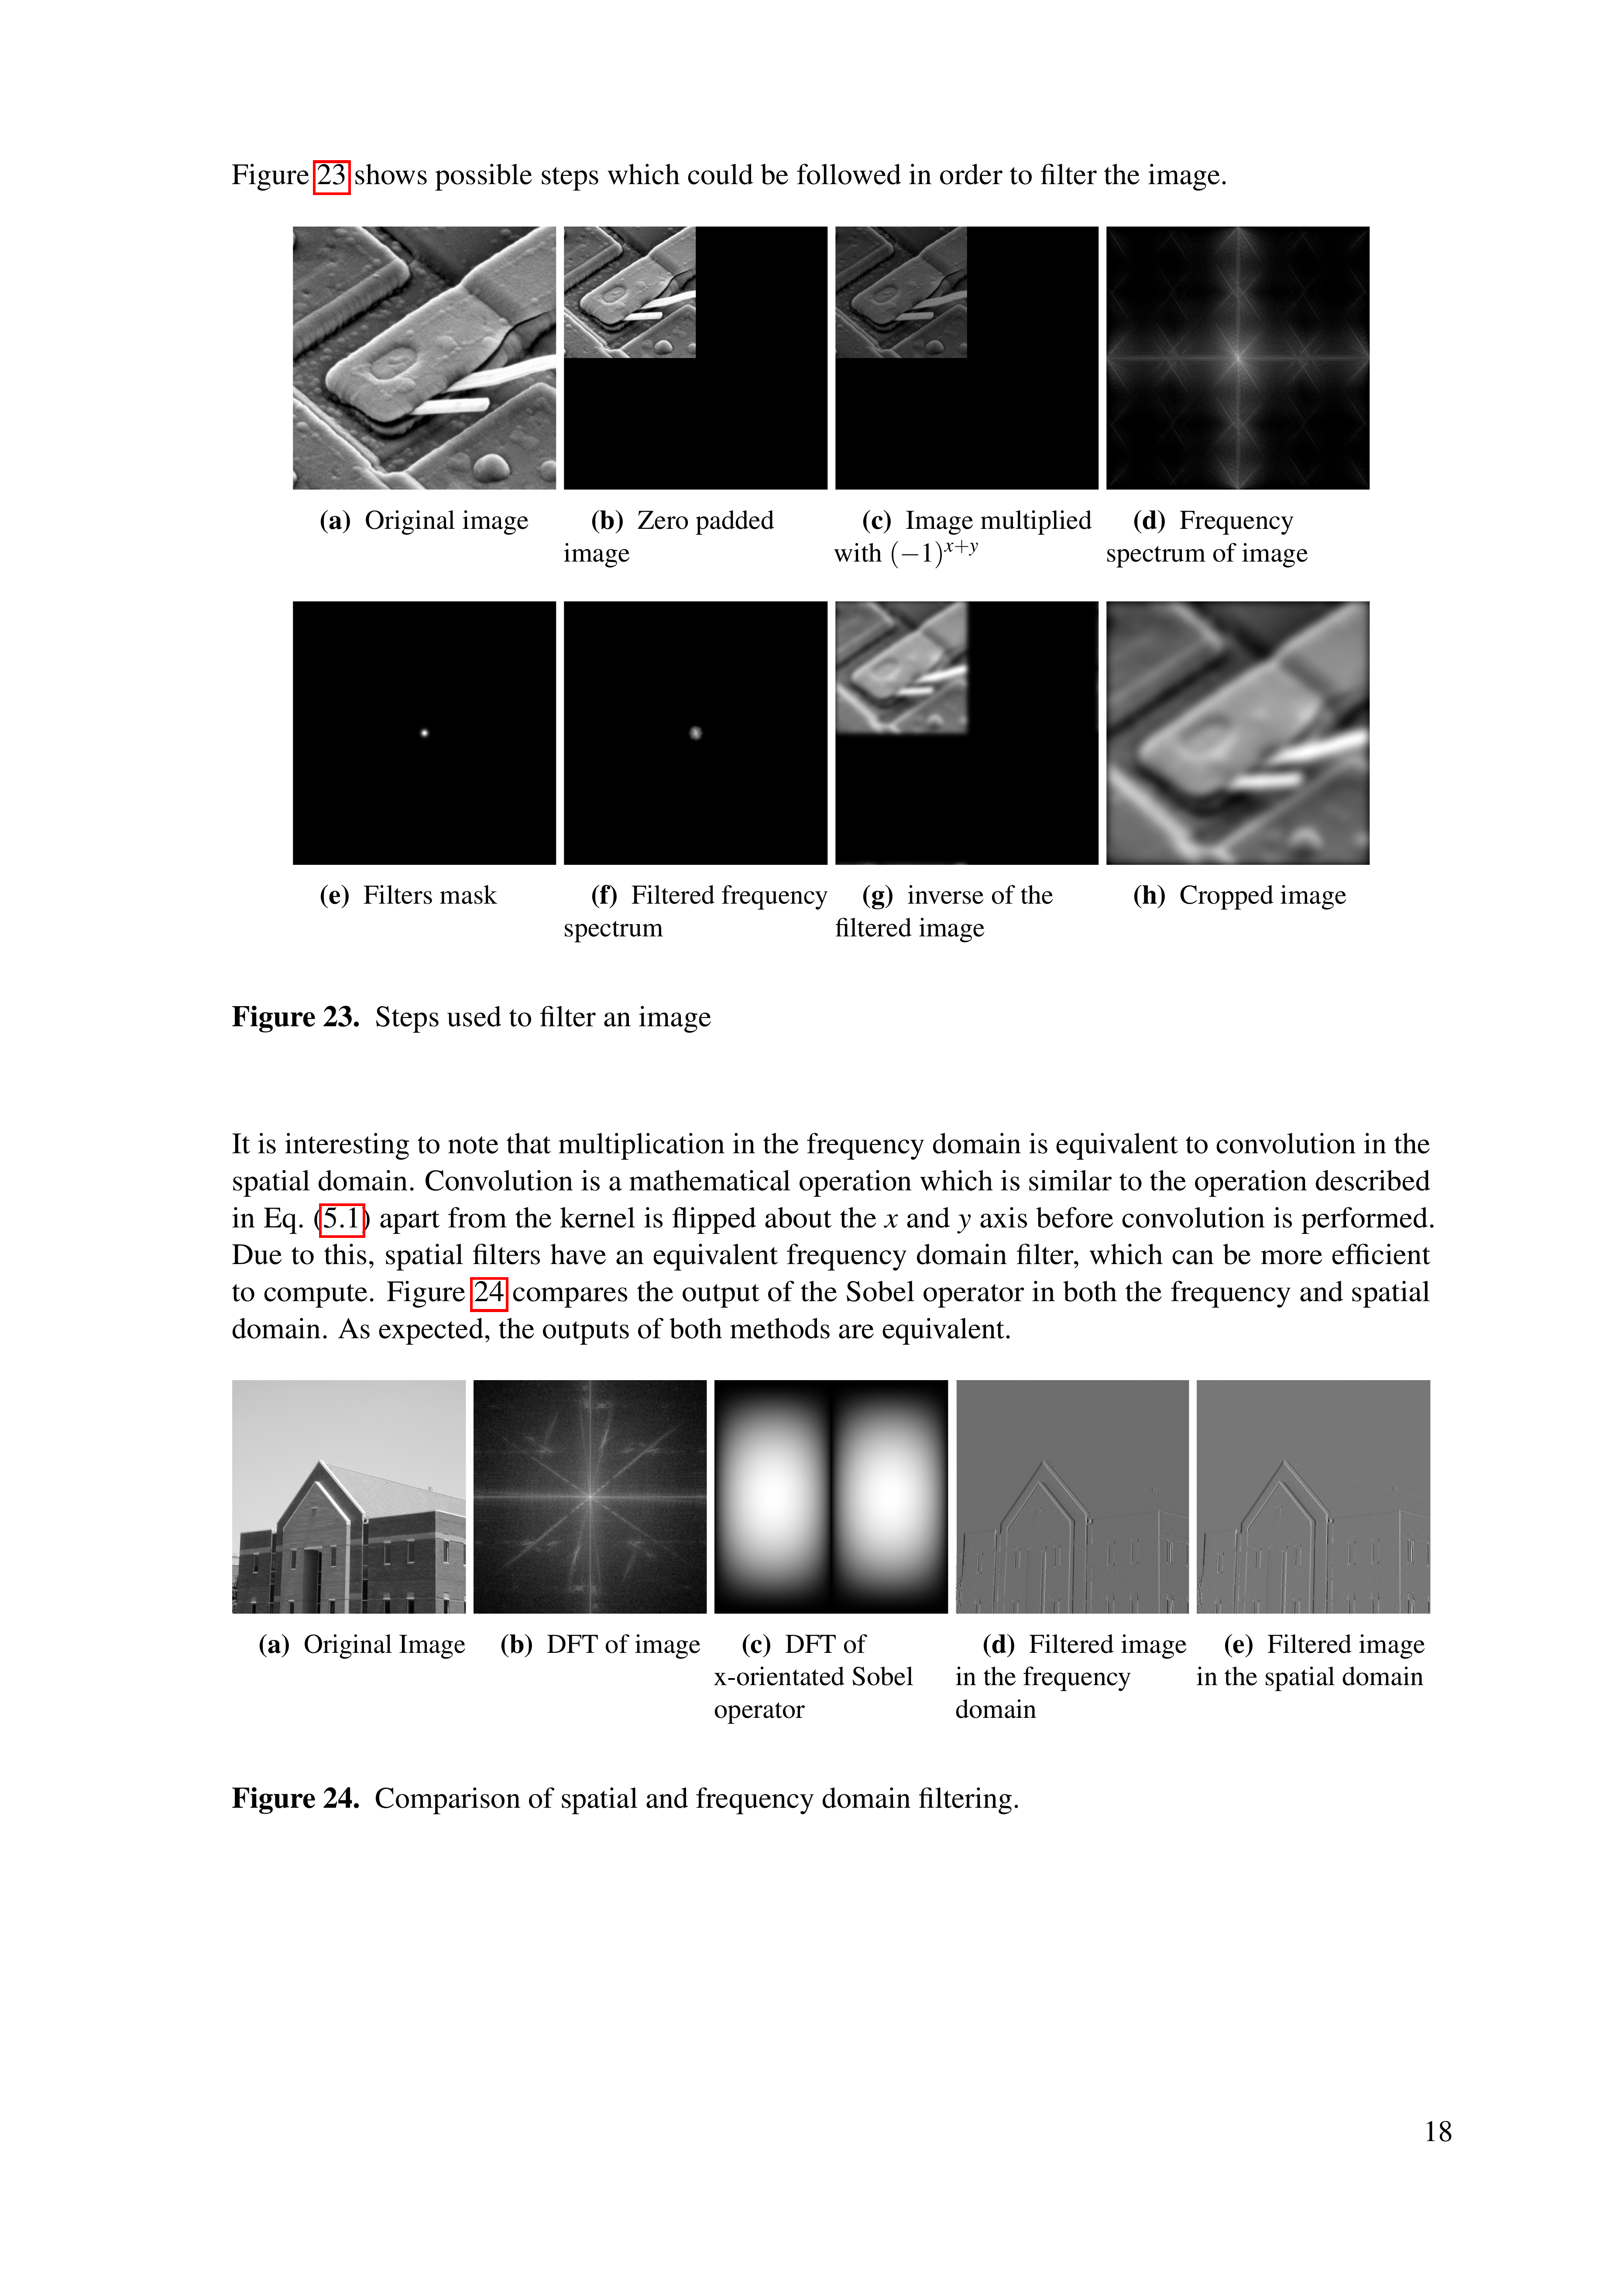 Figure 23 shows possible steps which could be followed in order to filter the image.
(a) Original image
(b) Zero padded
image
(c) Image multiplied
with (−1)^{x+y}
(d) Frequency
spectrum of image
(e) Filters mask
(f) Filtered frequency
spectrum
(g) inverse of the
filtered image
(h) Cropped image
Figure 23. Steps used to filter an image
It is interesting to note that multiplication in the frequency domain is equivalent to convolution in the
spatial domain. Convolution is a mathematical operation which is similar to the operation described
in Eq. (5.1) apart from the kernel is flipped about the x and y axis before convolution is performed.
Due to this, spatial filters have an equivalent frequency domain filter, which can be more efficient
to compute. Figure 24 compares the output of the Sobel operator in both the frequency and spatial
domain. As expected, the outputs of both methods are equivalent.
(a) Original Image
(b) DFT of image
(c) DFT of
x-orientated Sobel
operator
(d) Filtered image
in the frequency
domain
(e) Filtered image
in the spatial domain
Figure 24. Comparison of spatial and frequency domain filtering.
18